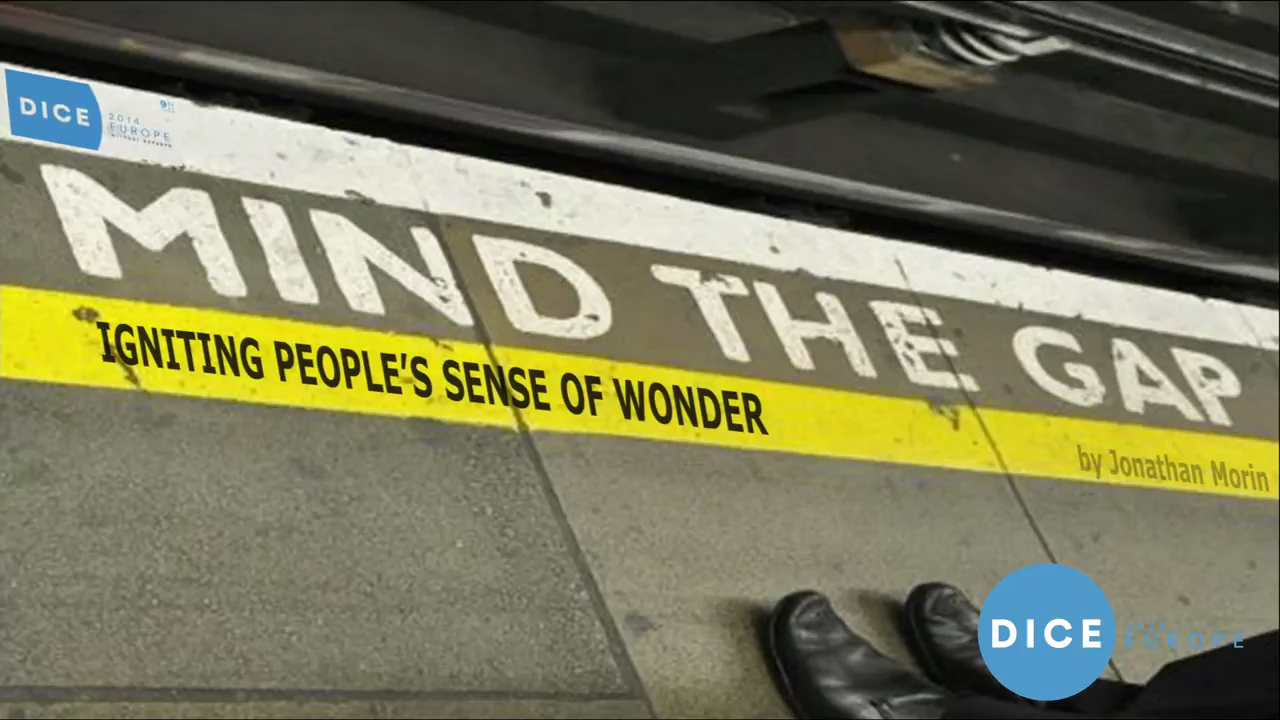 DICE
2014
EUROPE
MIND THE GAP
IGNITING PEOPLE'S SENSE OF WONDER
by Jonathan Morin
DICE
EUROPE